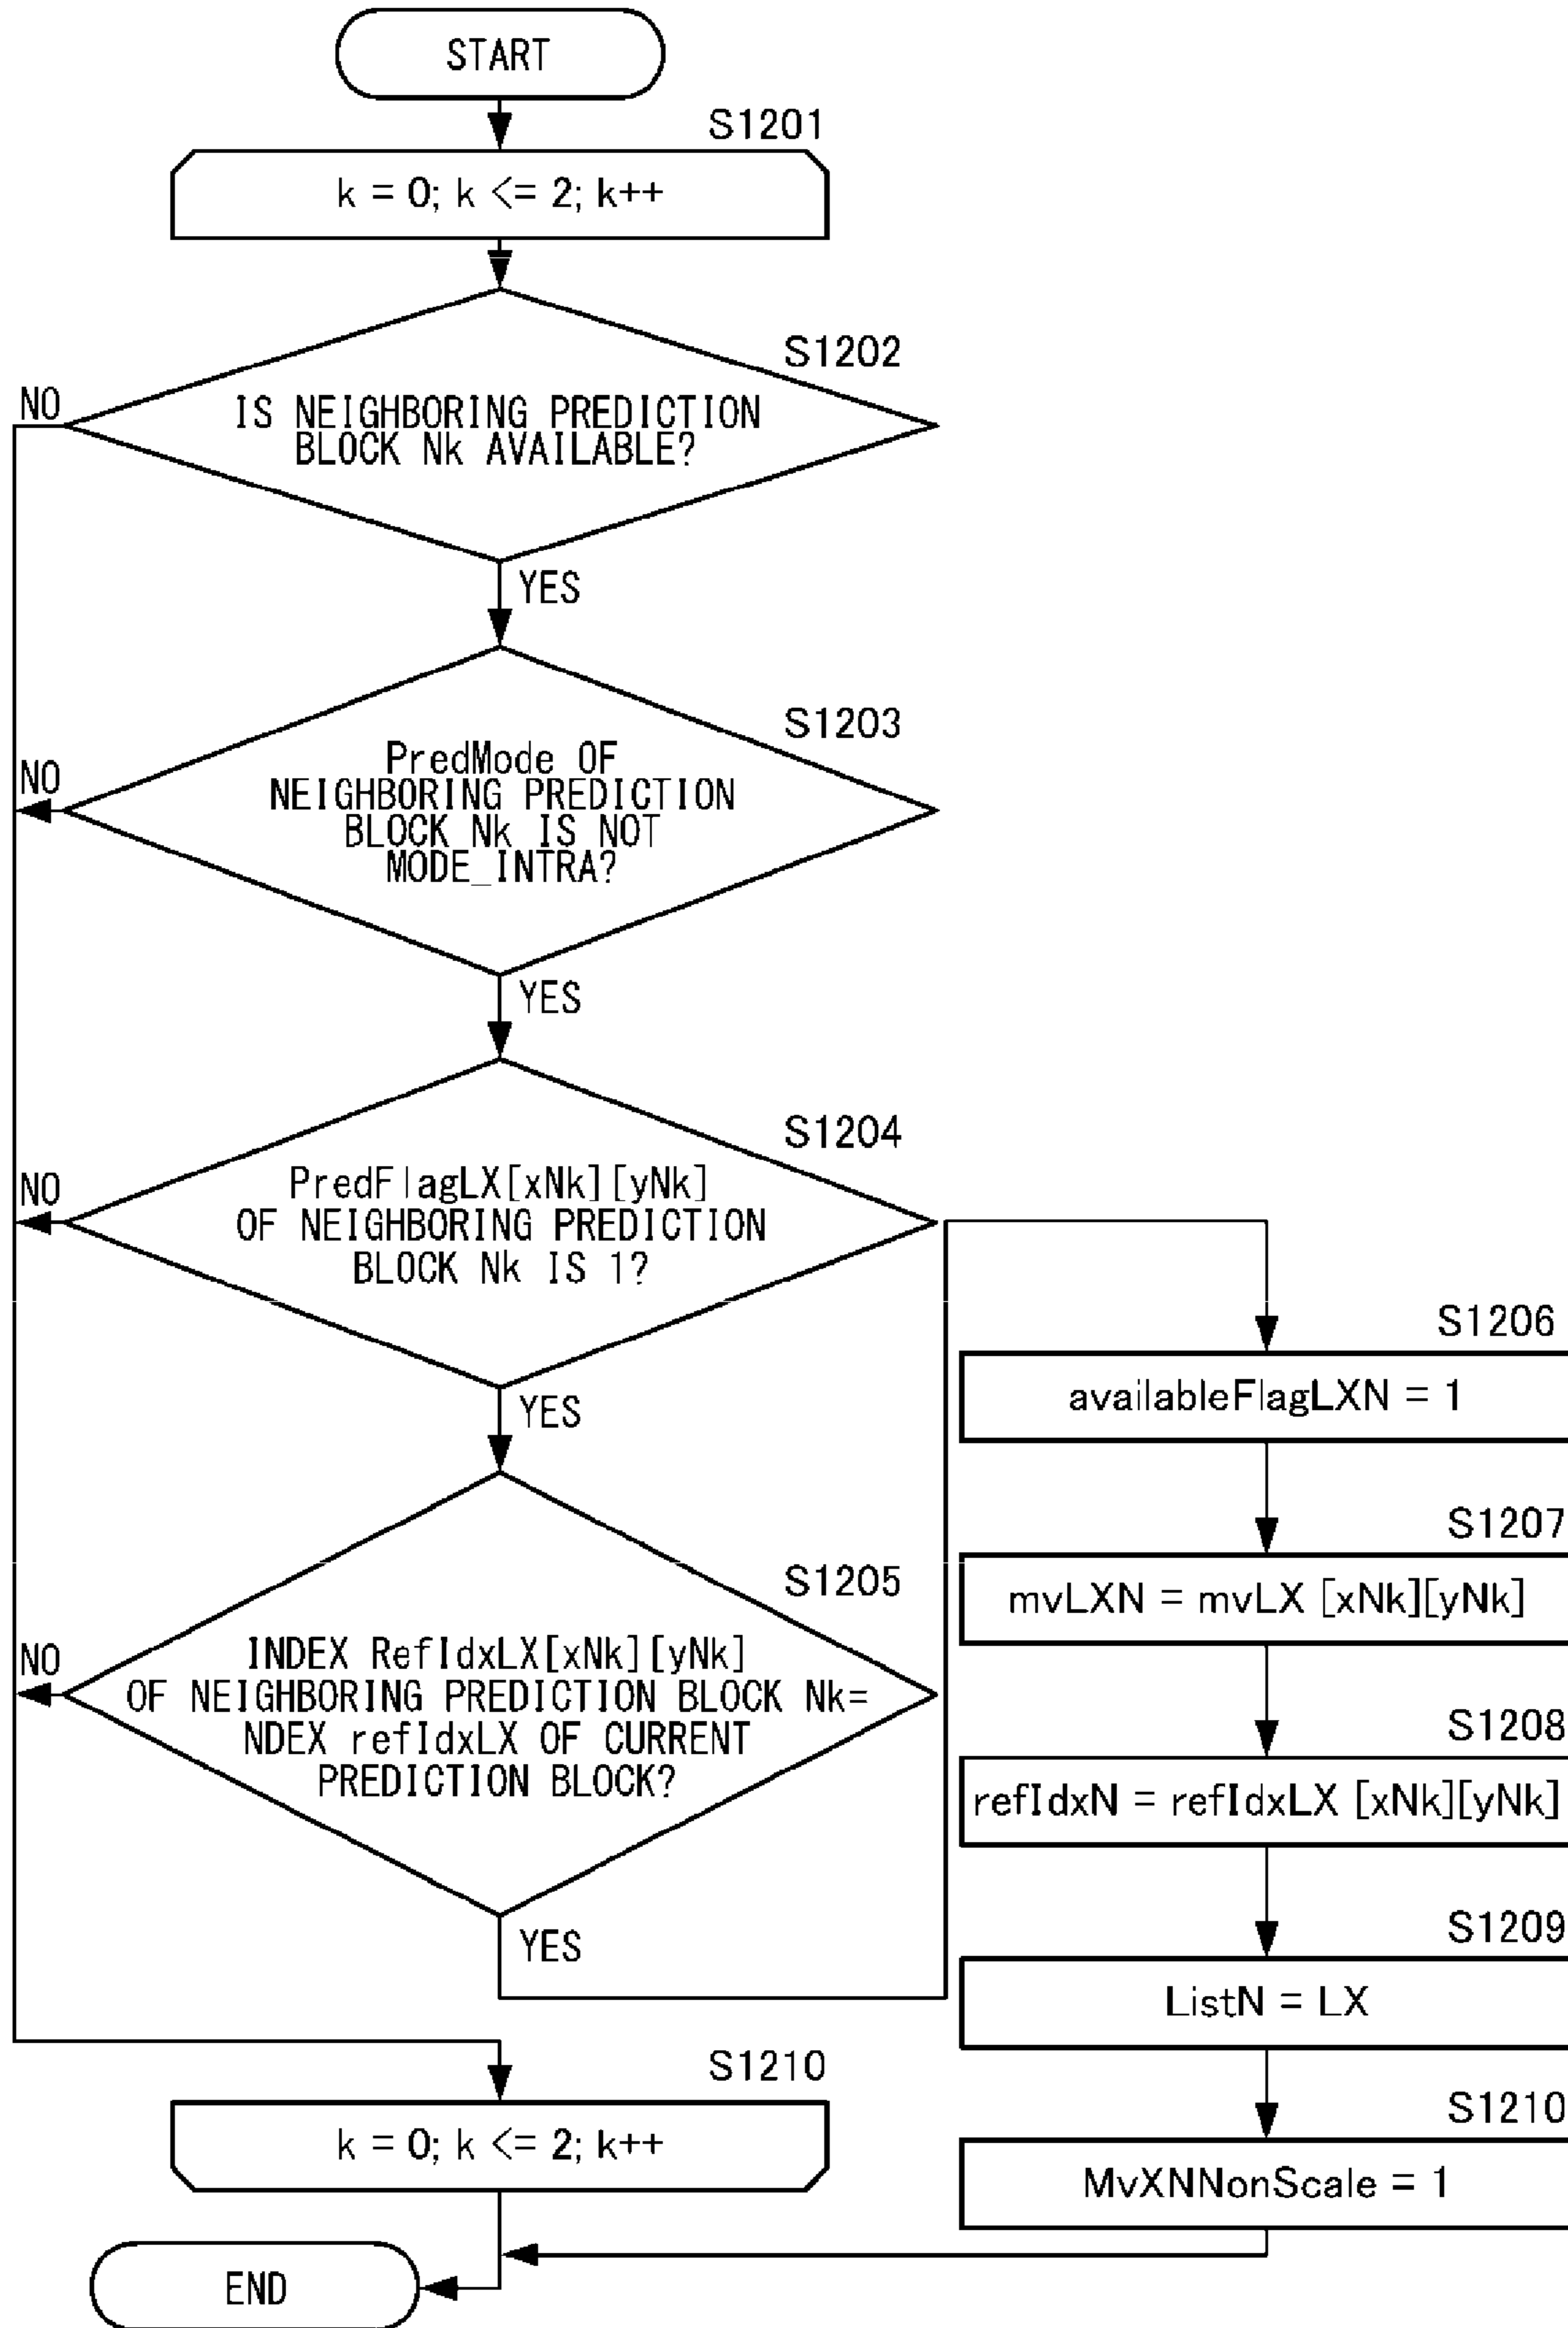 START
S1201
k = 0; k <= 2; k++
S1202
NO
IS NEIGHBORING PREDICTION
BLOCK Nk AVAILABLE?
YES
S1203
NO
PredMode OF
NEIGHBORING PREDICTION
BLOCK Nk IS NOT
MODE_INTRA?
YES
S1204
NO
PredFlagLX[xNk][yNk]
OF NEIGHBORING PREDICTION
BLOCK Nk IS 1?
YES
S1205
NO
INDEX RefIdxLX[xNk][yNk]
OF NEIGHBORING PREDICTION BLOCK Nk=
NDEX refIdxLX OF CURRENT
PREDICTION BLOCK?
YES
S1206
availableFlagLXN = 1
S1207
mvLXN = mvLX [xNk][yNk]
S1208
refIdxN = refIdxLX [xNk][yNk]
S1209
ListN = LX
S1210
MvXNNonScale = 1
S1210
k = 0; k <= 2; k++
END